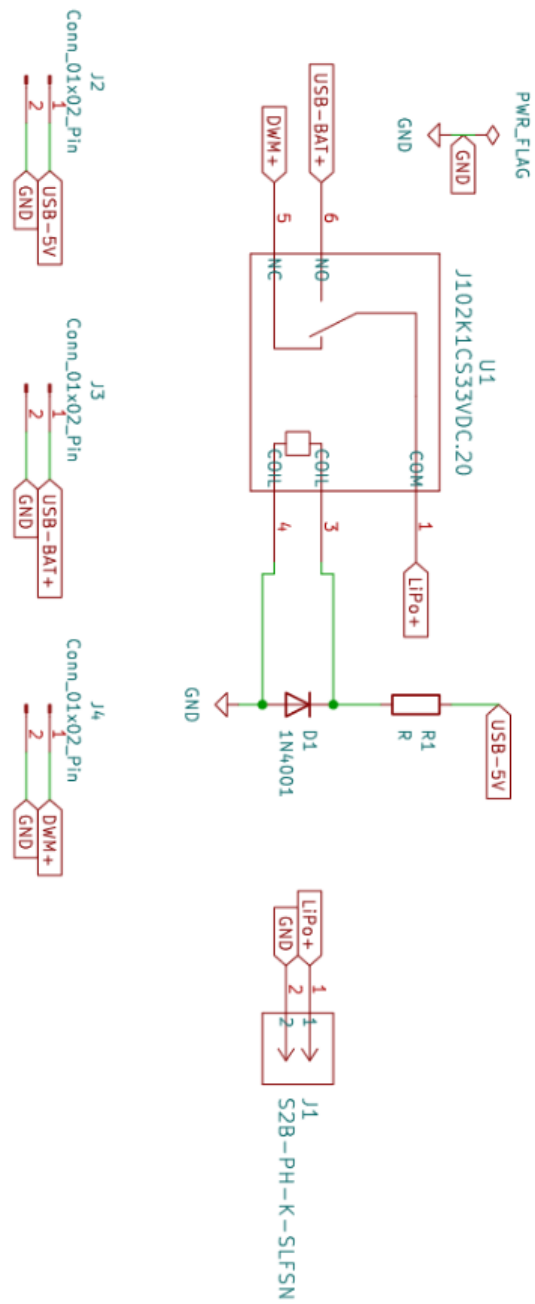 PWR_FLAG
GND
GND
U1
J102K1CS33VDC.20
USB-BAT+
6
NO
DWM+
5
NC
COM
1
LiPo+
COIL
3
COIL
4
USB-5V
R1
R
D1
1N4001
GND
LiPo+
1
1
GND
2
2
J1
S2B-PH-K-SLFSN
J2
Conn_01x02_Pin
1
USB-5V
2
GND
J3
Conn_01x02_Pin
1
USB-BAT+
2
GND
J4
Conn_01x02_Pin
1
DWM+
2
GND